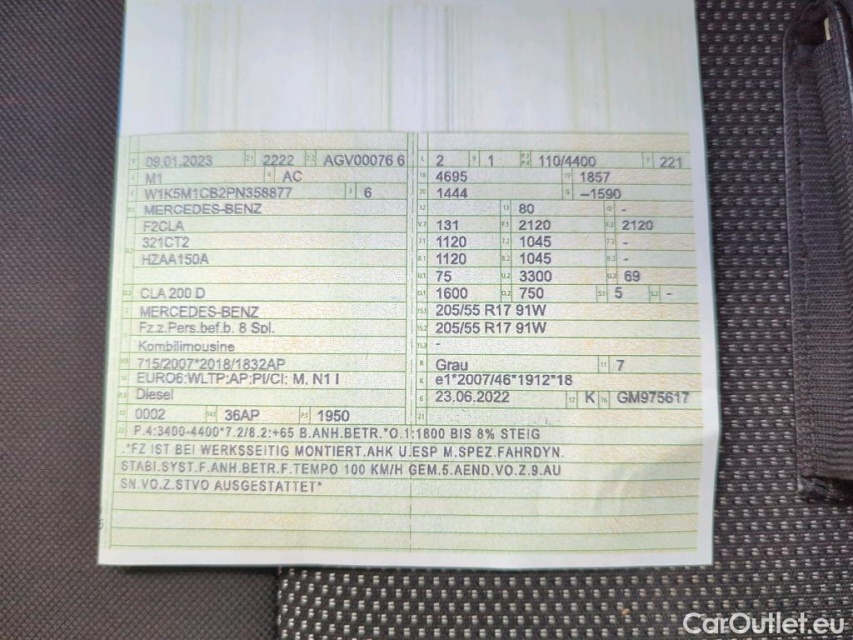 09.01.2023 2222 AGV00076 6
M1 AC
W1K5M1CB2PN358877 6
MERCEDES-BENZ
F2CLA
321CT2
HZAA150A
CLA 200 D
MERCEDES-BENZ
Fz.z.Pers.bef.b. 8 Spl.
Kombilimousine
715/2007*2018/1832AP
EURO6;WLTP;AP;PI/CI; M, N1 I
Diesel
0002 36AP 1950
2 1 110/4400 221
4695 1857
1444 –1590
80 -
131 2120 2120
1120 1045 -
1120 1045 -
75 3300 69
1600 750 5 -
205/55 R17 91W
205/55 R17 91W
-
Grau 7
e1*2007/46*1912*18
23.06.2022 K GM975617
P.4:3400-4400*7.2/8.2:+65 B.ANH.BETR.*O.1:1800 BIS 8% STEIG
.*FZ IST BEI WERKSSEITIG MONTIERT.AHK U.ESP M.SPEZ.FAHRDYN.
STABI.SYST.F.ANH.BETR.F.TEMPO 100 KM/H GEM.5.AEND.VO.Z.9.AU
SN.VO.Z.STVO AUSGESTATTET*
CarOutlet.eu